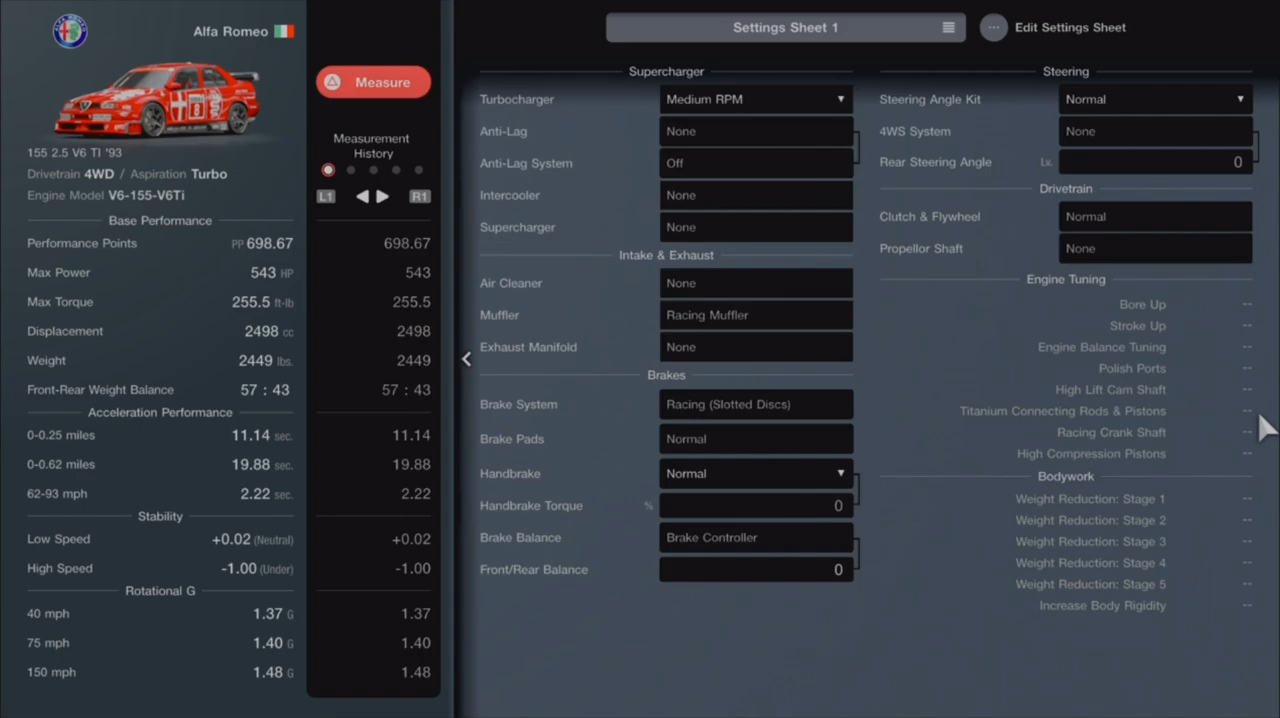 Alfa Romeo
155 2.5 V6 TI '93
Drivetrain 4WD / Aspiration Turbo
Engine Model V6-155-V6Ti
Base Performance
Performance Points PP 698.67
Max Power 543 HP
Max Torque 255.5 ft-lb
Displacement 2498 cc
Weight 2449 lbs.
Front-Rear Weight Balance 57 : 43
Acceleration Performance
0-0.25 miles 11.14 sec.
0-0.62 miles 19.88 sec.
62-93 mph 2.22 sec.
Stability
Low Speed +0.02 (Neutral)
High Speed -1.00 (Under)
Rotational G
40 mph 1.37 G
75 mph 1.40 G
150 mph 1.48 G
Measure
Measurement
History
L1 R1
698.67
543
255.5
2498
2449
57 : 43
11.14
19.88
2.22
+0.02
-1.00
1.37
1.40
1.48
Settings Sheet 1
Edit Settings Sheet
Supercharger
Turbocharger Medium RPM
Anti-Lag None
Anti-Lag System Off
Intercooler None
Supercharger None
Intake & Exhaust
Air Cleaner None
Muffler Racing Muffler
Exhaust Manifold None
Brakes
Brake System Racing (Slotted Discs)
Brake Pads Normal
Handbrake Normal
Handbrake Torque % 0
Brake Balance Brake Controller
Front/Rear Balance 0
Steering
Steering Angle Kit Normal
4WS System None
Rear Steering Angle Lv. 0
Drivetrain
Clutch & Flywheel Normal
Propellor Shaft None
Engine Tuning
Bore Up --
Stroke Up --
Engine Balance Tuning --
Polish Ports --
High Lift Cam Shaft --
Titanium Connecting Rods & Pistons --
Racing Crank Shaft --
High Compression Pistons --
Bodywork
Weight Reduction: Stage 1 --
Weight Reduction: Stage 2 --
Weight Reduction: Stage 3 --
Weight Reduction: Stage 4 --
Weight Reduction: Stage 5 --
Increase Body Rigidity --